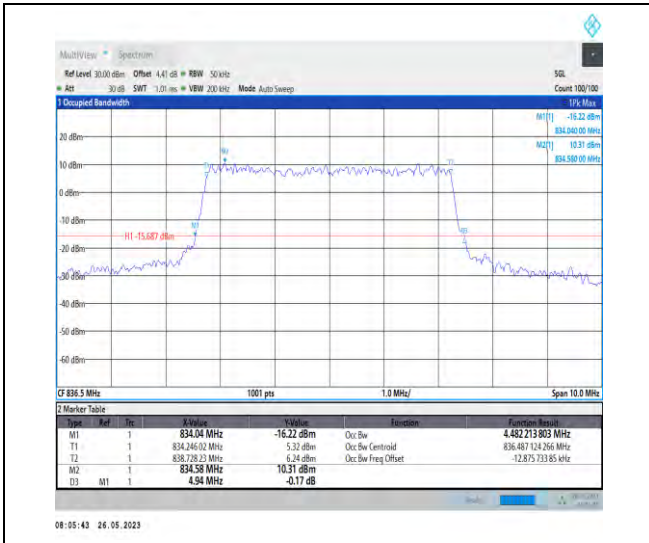 MultiView Spectrum
Ref Level 30.00 dBm Offset 4.41 dB RBW 50 kHz SGL
Att 30 dB SWT 1.01 ms VBW 200 kHz Mode Auto Sweep Count 100/100
1 Occupied Bandwidth 1Pk Max
M1[1] -16.22 dBm
834.040 00 MHz
M2[1] 10.31 dBm
834.580 00 MHz
20 dBm
10 dBm
0 dBm
-10 dBm
H1 -15.687 dBm
-20 dBm
-30 dBm
-40 dBm
-50 dBm
-60 dBm
M2
T1
T2
M1
D3
CF 836.5 MHz 1001 pts 1.0 MHz/ Span 10.0 MHz
2 Marker Table
Type Ref Trc X-Value Y-Value Function Function Result
M1 1 834.04 MHz -16.22 dBm Occ Bw 4.482 213 803 MHz
T1 1 834.246 02 MHz 5.32 dBm Occ Bw Centroid 836.487 124 266 MHz
T2 1 838.728 23 MHz 6.24 dBm Occ Bw Freq Offset -12.875 733 85 kHz
M2 1 834.58 MHz 10.31 dBm
D3 M1 1 4.94 MHz -0.17 dB
08:05:43 26.05.2023